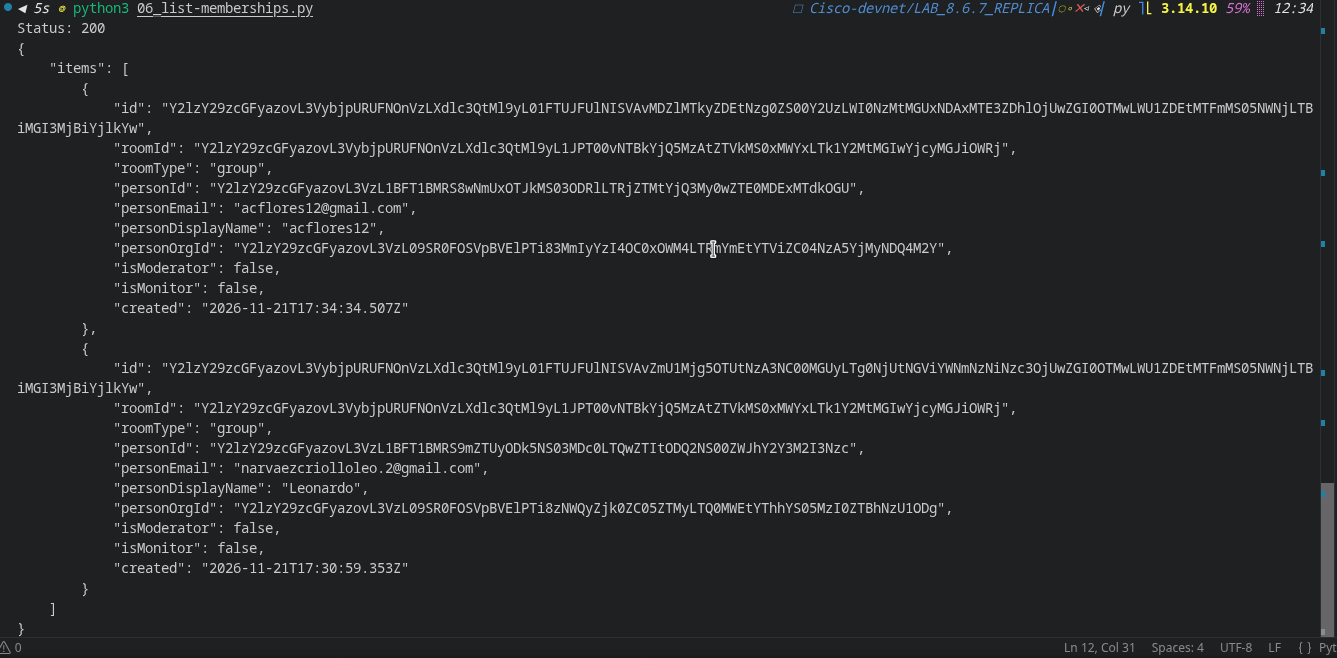 5s python3 06_list-memberships.py Cisco-devnet/LAB_8.6.7_REPLICA py 3.14.10 59% 12:34
Status: 200
{
    "items": [
        {
            "id": "Y2lzY29zcGFyazovL3VybjpURUFNOnVzLXdlc3QtMl9yL01FTUJFUlNISVAvMDZlMTkyZDEtNzg0ZS00Y2UzLWI0NzMtMGUxNDAxMTE3ZDhlOjUwZGI0OTMwLWU1ZDEtMTFmMS05NWNjLTB
iMGI3MjBiYjlkYw",
            "roomId": "Y2lzY29zcGFyazovL3VybjpURUFNOnVzLXdlc3QtMl9yL1JPT00vNTBkYjQ5MzAtZTVkMS0xMWYxLTk1Y2MtMGIwYjcyMGJiOWRj",
            "roomType": "group",
            "personId": "Y2lzY29zcGFyazovL3VzL1BFT1BMRS8wNmUxOTJkMS03ODRlLTRjZTMtYjQ3My0wZTE0MDExMTdkOGU",
            "personEmail": "acflores12@gmail.com",
            "personDisplayName": "acflores12",
            "personOrgId": "Y2lzY29zcGFyazovL3VzL09SR0FOSVpBVElPTi83MmIyYzI4OC0xOWM4LTRmYmEtYTViZC04NzA5YjMyNDQ4M2Y",
            "isModerator": false,
            "isMonitor": false,
            "created": "2026-11-21T17:34:34.507Z"
        },
        {
            "id": "Y2lzY29zcGFyazovL3VybjpURUFNOnVzLXdlc3QtMl9yL01FTUJFUlNISVAvZmU1Mjg5OTUtNzA3NC00MGUyLTg0NjUtNGViYWNmNzNiNzc3OjUwZGI0OTMwLWU1ZDEtMTFmMS05NWNjLTB
iMGI3MjBiYjlkYw",
            "roomId": "Y2lzY29zcGFyazovL3VybjpURUFNOnVzLXdlc3QtMl9yL1JPT00vNTBkYjQ5MzAtZTVkMS0xMWYxLTk1Y2MtMGIwYjcyMGJiOWRj",
            "roomType": "group",
            "personId": "Y2lzY29zcGFyazovL3VzL1BFT1BMRS9mZTUyODk5NS03MDc0LTQwZTItODQ2NS00ZWJhY2Y3M2I3Nzc",
            "personEmail": "narvaezcriolloleo.2@gmail.com",
            "personDisplayName": "Leonardo",
            "personOrgId": "Y2lzY29zcGFyazovL3VzL09SR0FOSVpBVElPTi8zNWQyZjk0ZC05ZTMyLTQ0MWEtYThhYS05MzI0ZTBhNzU1ODg",
            "isModerator": false,
            "isMonitor": false,
            "created": "2026-11-21T17:30:59.353Z"
        }
    ]
}
0 Ln 12, Col 31 Spaces: 4 UTF-8 LF { } Pyt